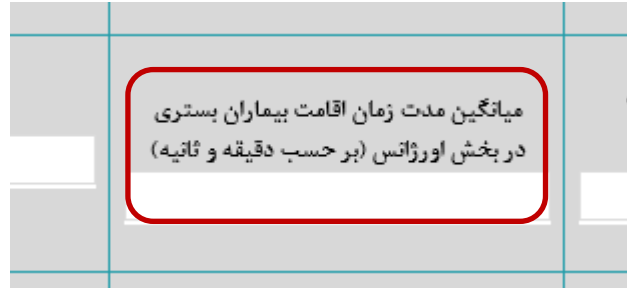 میانگین مدت زمان اقامت بیماران بستری
در بخش اورژانس (بر حسب دقیقه و ثانیه)